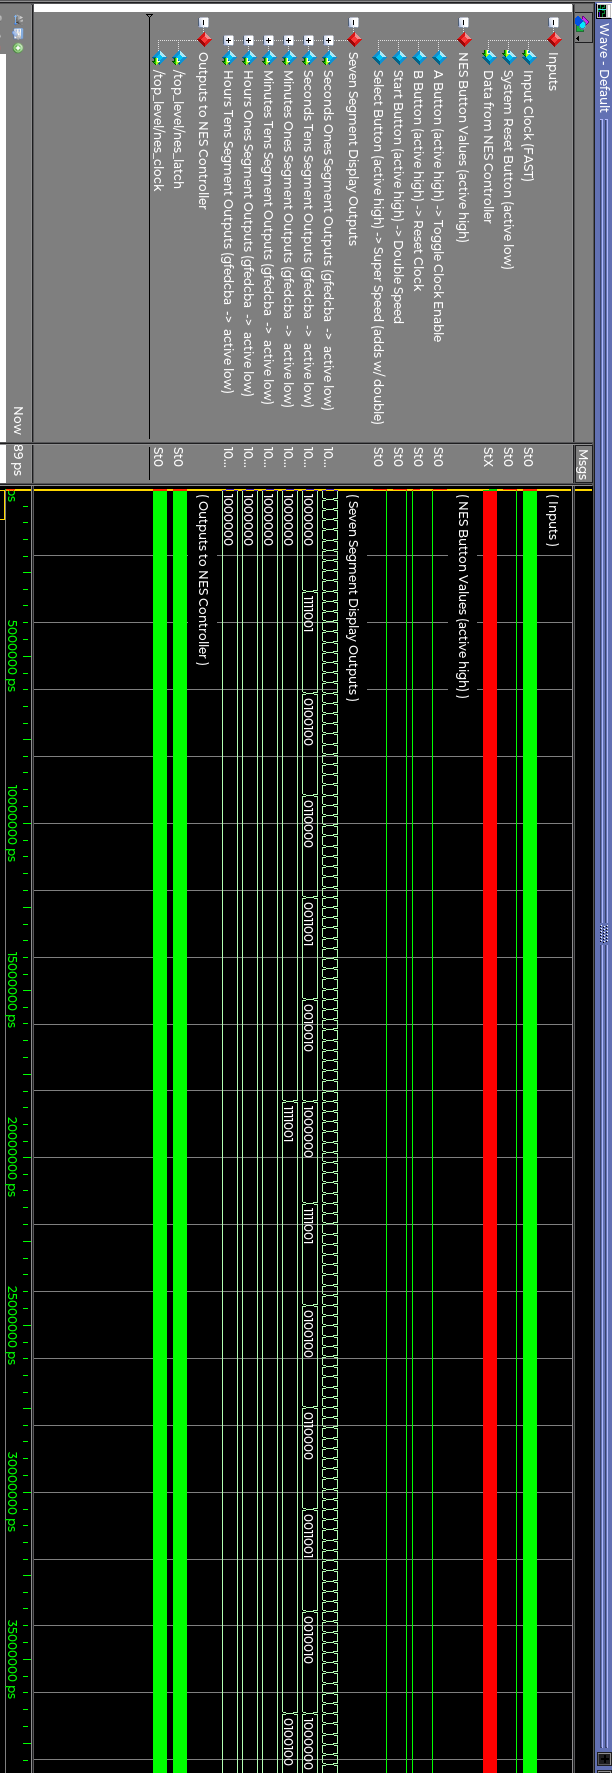 Wave - Default
Msgs
Inputs
( Inputs )
Input Clock (FAST)
St0
System Reset Button (active low)
St0
Data from NES Controller
StX
NES Button Values (active high)
( NES Button Values (active high) )
A Button (active high) -> Toggle Clock Enable
St0
B Button (active high) -> Reset Clock
St0
Start Button (active high) -> Double Speed
St0
Select Button (active high) -> Super Speed (adds w/ double)
St0
Seven Segment Display Outputs
( Seven Segment Display Outputs )
Seconds Ones Segment Outputs (gfedcba -> active low)
10...
Seconds Tens Segment Outputs (gfedcba -> active low)
10...
1000000 1111001 0100100 0110000 0011001 0010010 1000000 1111001 0100100 0110000 0011001 0010010 1000000
Minutes Ones Segment Outputs (gfedcba -> active low)
10...
1000000 1111001 0100100
Minutes Tens Segment Outputs (gfedcba -> active low)
10...
1000000
Hours Ones Segment Outputs (gfedcba -> active low)
10...
1000000
Hours Tens Segment Outputs (gfedcba -> active low)
10...
1000000
Outputs to NES Controller
( Outputs to NES Controller )
/top_level/nes_latch
St0
/top_level/nes_clock
St0
Now
89 ps
ps
5000000 ps
10000000 ps
15000000 ps
20000000 ps
25000000 ps
30000000 ps
35000000 ps